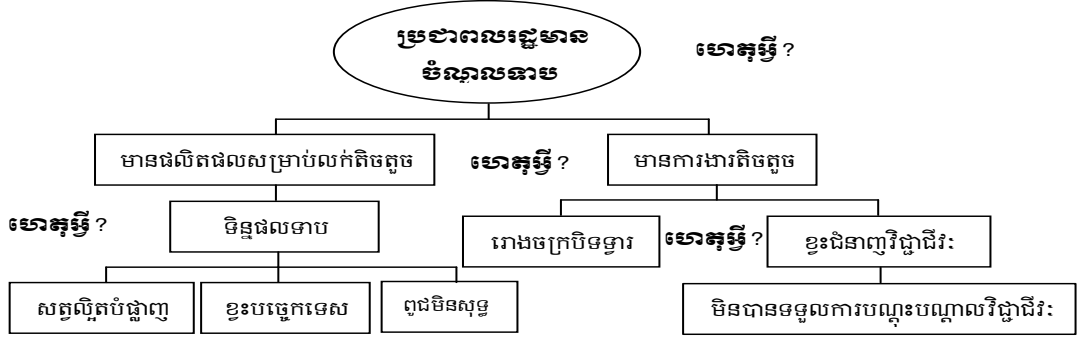 ប្រជាពលរដ្ឋមាន
ចំណូលទាប
ហេតុអ្វី ?
មានផលិតផលសម្រាប់លក់តិចតួច
ហេតុអ្វី ?
មានការងារតិចតួច
ហេតុអ្វី ?
ទិន្នផលទាប
រោងចក្របិទទ្វារ
ហេតុអ្វី ?
ខ្វះជំនាញវិជ្ជាជីវៈ
សត្វល្អិតបំផ្លាញ
ខ្វះបច្ចេកទេស
ពូជមិនសុទ្ធ
មិនបានទទួលការបណ្តុះបណ្តាលវិជ្ជាជីវៈ